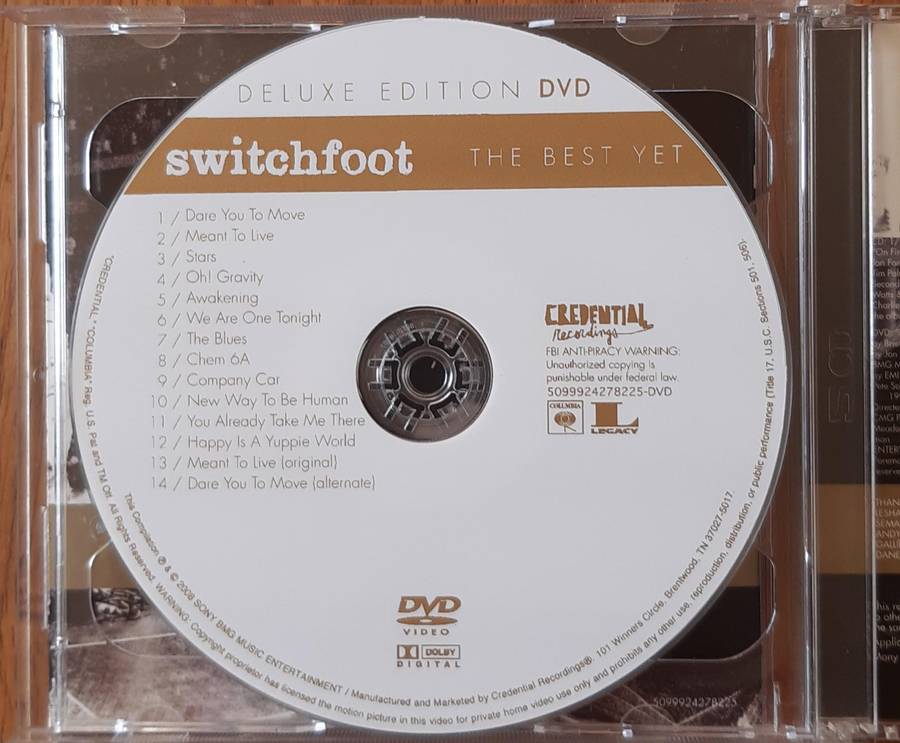 DELUXE EDITION DVD
switchfoot THE BEST YET
1 / Dare You To Move
2 / Meant To Live
3 / Stars
4 / Oh! Gravity
5 / Awakening
6 / We Are One Tonight
7 / The Blues
8 / Chem 6A
9 / Company Car
10 / New Way To Be Human
11 / You Already Take Me There
12 / Happy Is A Yuppie World
13 / Meant To Live (original)
14 / Dare You To Move (alternate)
CREDENTIAL
recordings
FBI ANTI-PIRACY WARNING:
Unauthorized copying is
punishable under federal law.
5099924278225-DVD
COLUMBIA
L
LEGACY
DVD
VIDEO
DOLBY
DIGITAL
"CREDENTIAL," "COLUMBIA" Reg. U.S. Pat and TM Off. All Rights Reserved. WARNING: Copyright proprietor has licensed the motion picture in this video for private home video use only and prohibits any other use, reproduction, distribution, or public performance (Title 17, U.S.C. Sections 501, 506).
This Compilation ℗ & © 2008 SONY BMG MUSIC ENTERTAINMENT / Manufactured and Marketed by Credential Recordings®. 101 Winners Circle, Brentwood, TN 37027-5017.
5099924278225